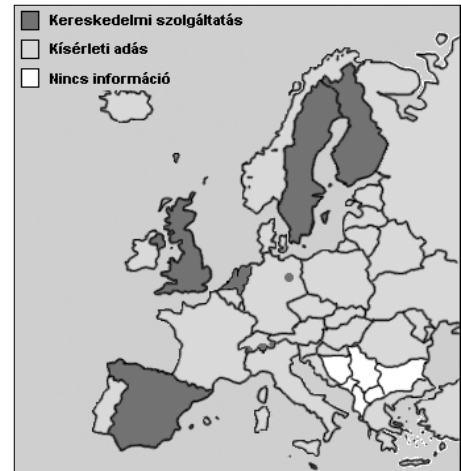 Kereskedelmi szolgáltatás
Kísérleti adás
Nincs információ